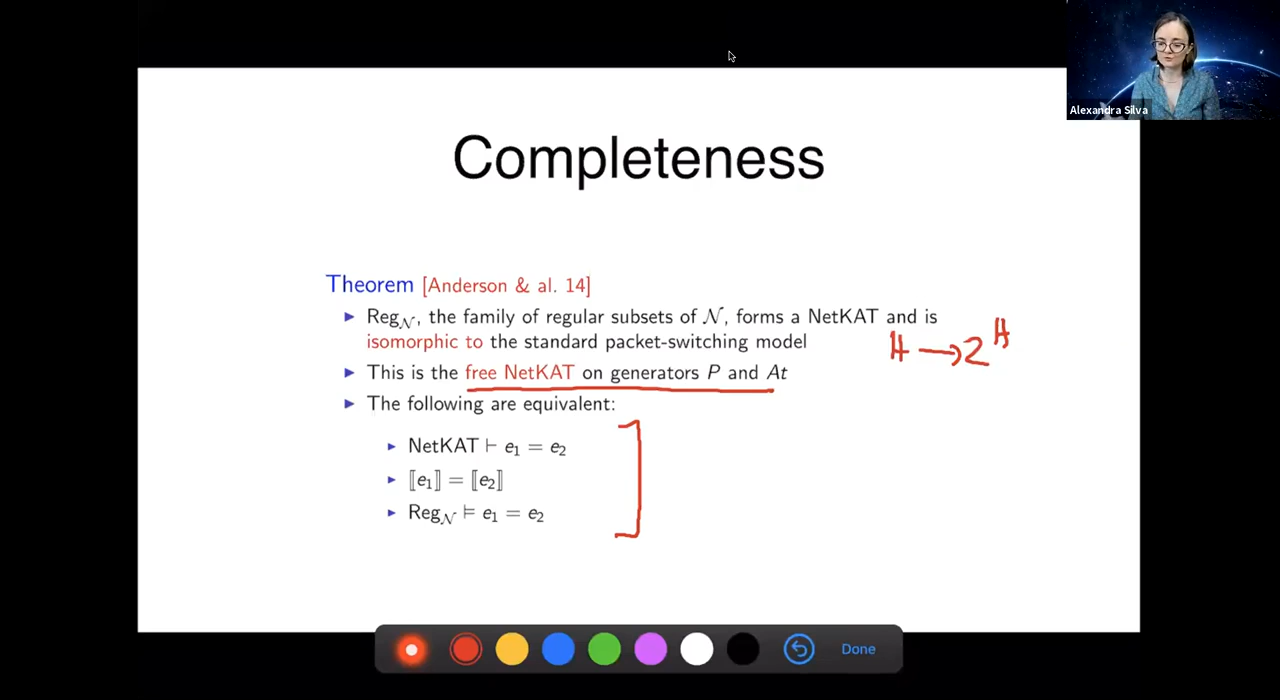 Alexandra Silva
Completeness
Theorem [Anderson & al. 14]
Reg𝒩, the family of regular subsets of 𝒩, forms a NetKAT and is
isomorphic to the standard packet-switching model
H → 2^H
This is the free NetKAT on generators P and At
The following are equivalent:
NetKAT ⊢ e₁ = e₂
⟦e₁⟧ = ⟦e₂⟧
Reg𝒩 ⊨ e₁ = e₂
Done